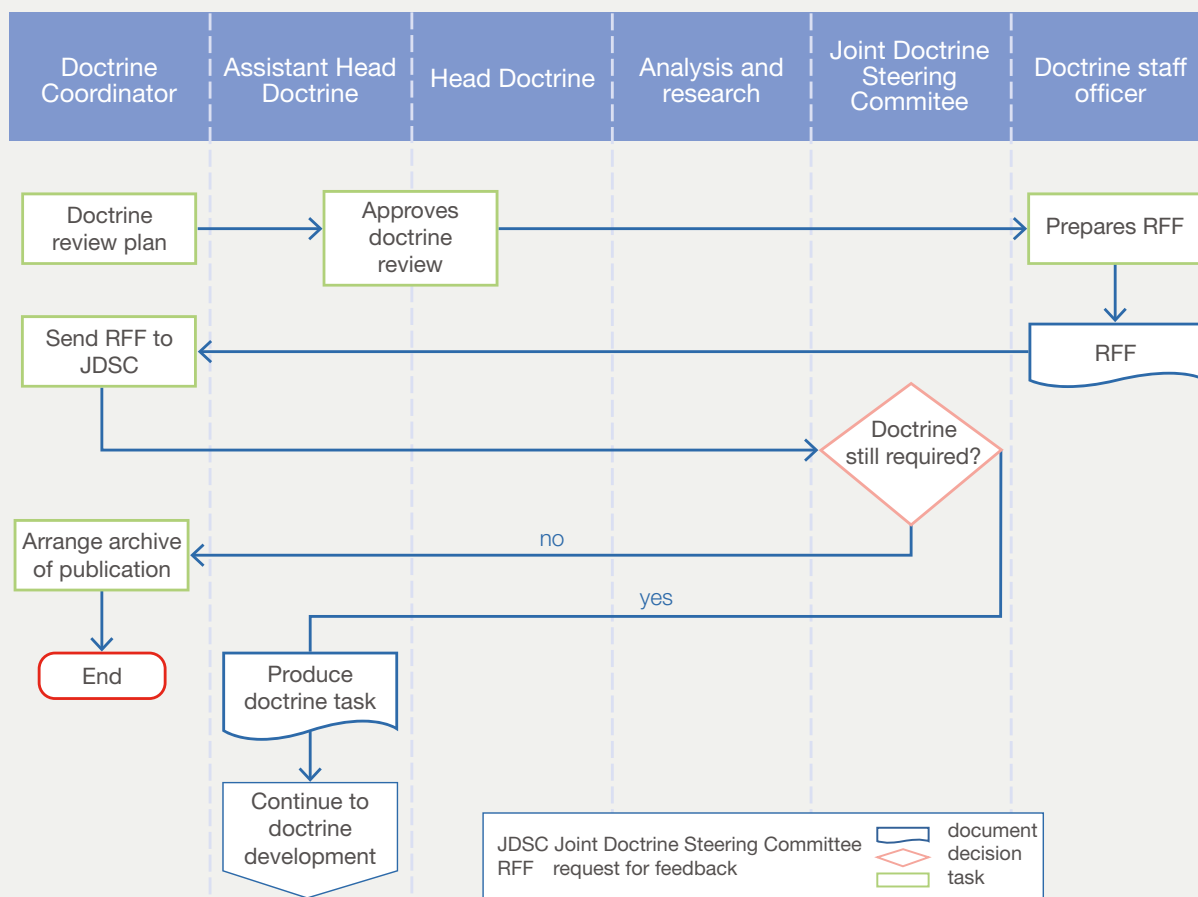 Doctrine
Coordinator
Assistant Head
Doctrine
Head Doctrine
Analysis and
research
Joint Doctrine
Steering
Commitee
Doctrine staff
officer
Doctrine
review plan
Approves
doctrine
review
Prepares RFF
Send RFF to
JDSC
RFF
Doctrine
still required?
Arrange archive
of publication
no
yes
End
Produce
doctrine task
Continue to
doctrine
development
JDSC Joint Doctrine Steering Committee
RFF request for feedback
document
decision
task